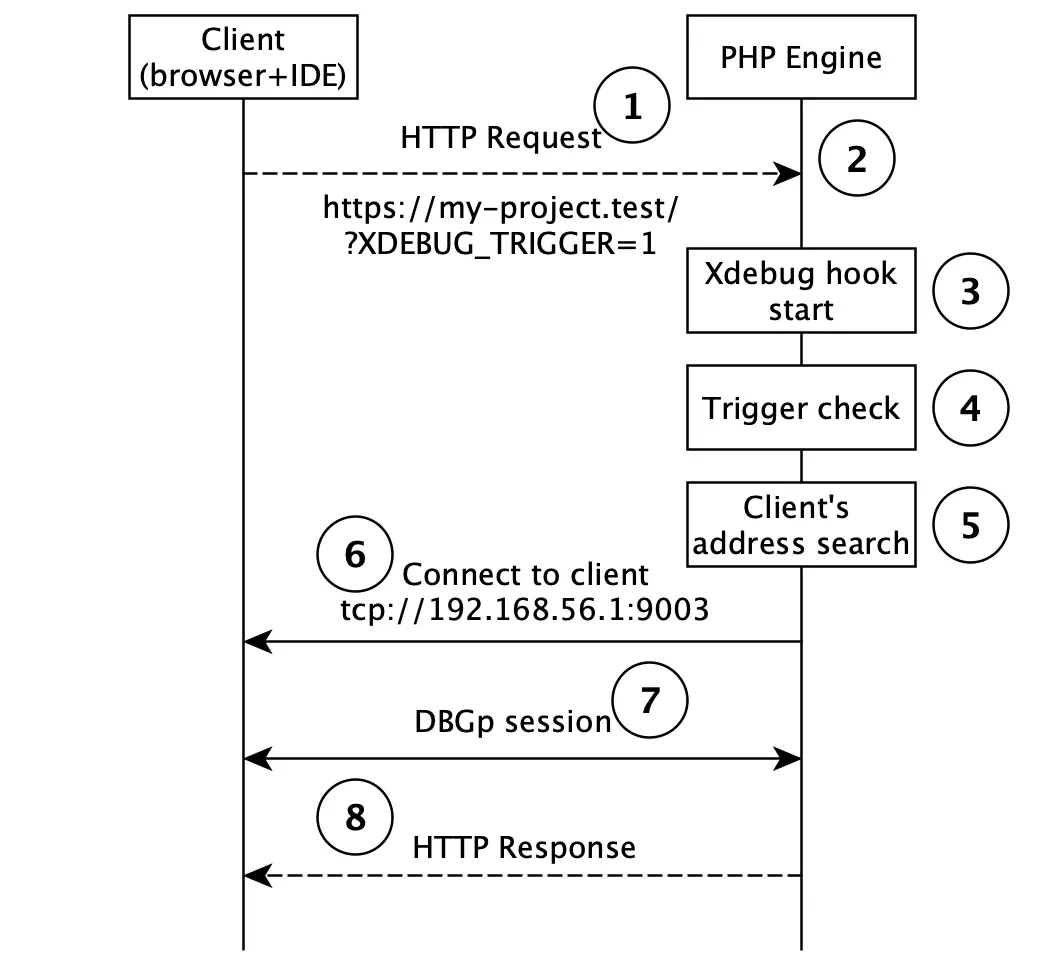 Client
(browser+IDE)
PHP Engine
1
HTTP Request
2
https://my-project.test/
?XDEBUG_TRIGGER=1
Xdebug hook
start
3
Trigger check
4
Client's
address search
5
6
Connect to client
tcp://192.168.56.1:9003
7
DBGp session
8
HTTP Response